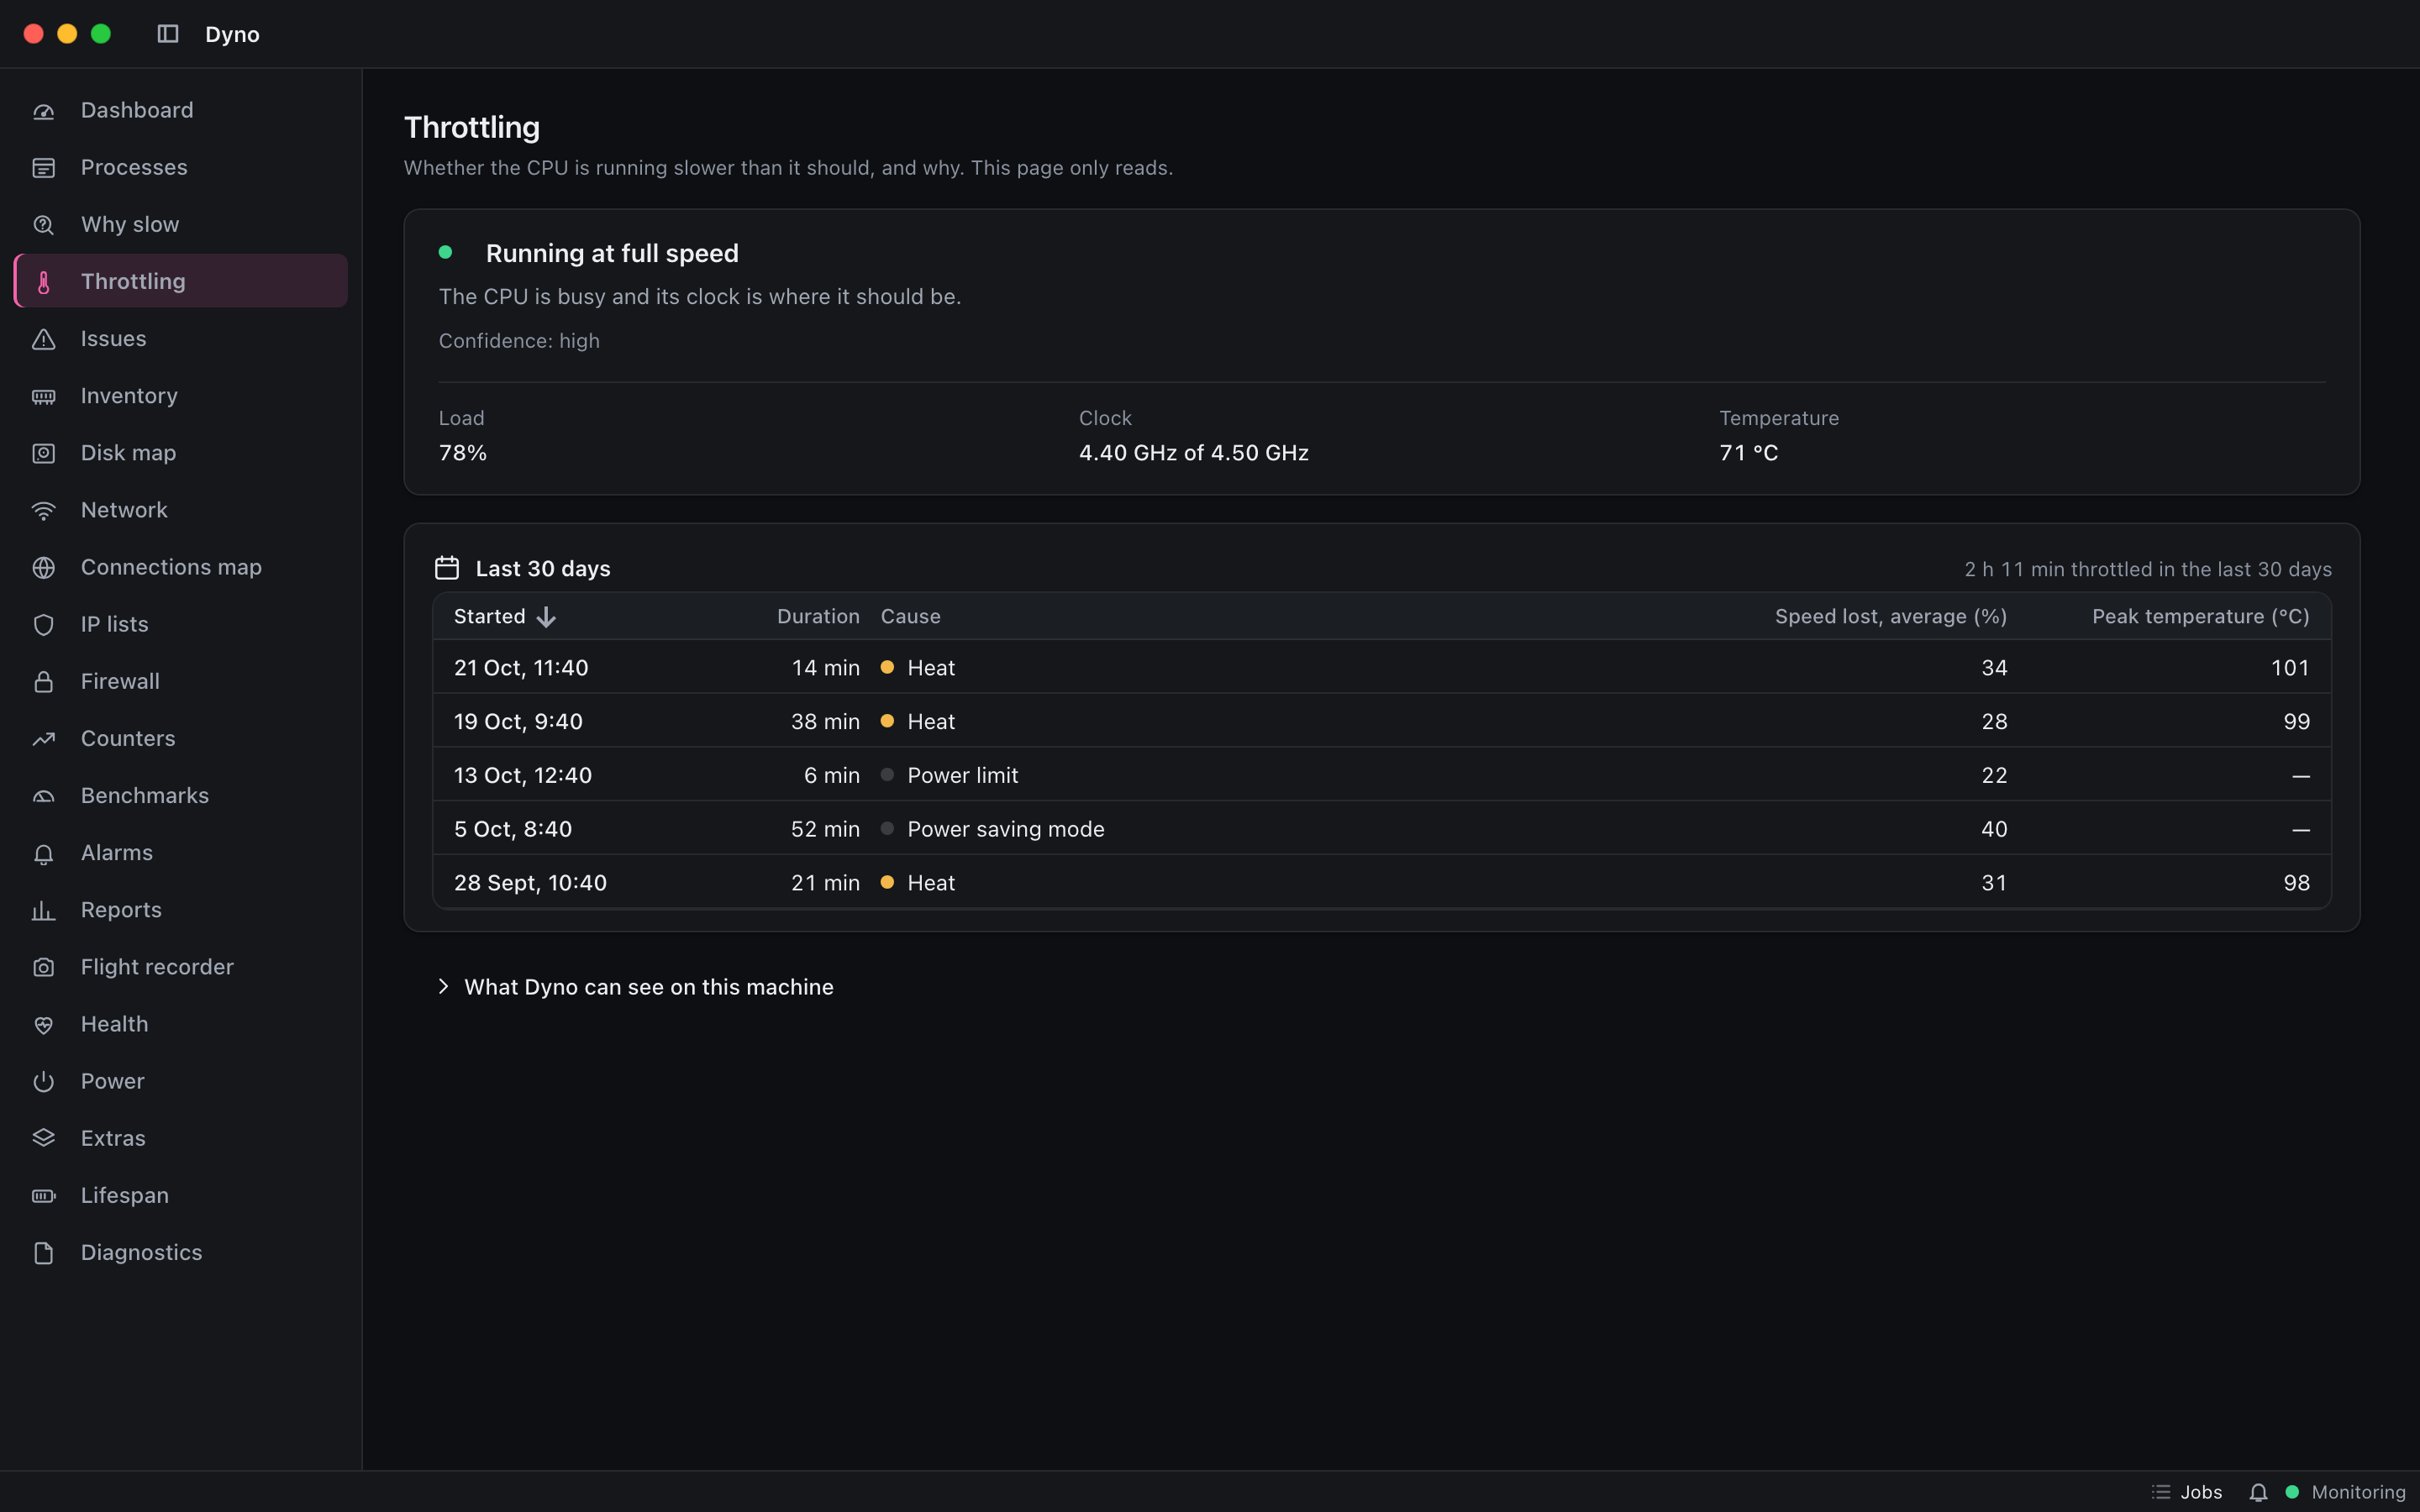 Dyno
Dashboard
Processes
Why slow
Throttling
Issues
Inventory
Disk map
Network
Connections map
IP lists
Firewall
Counters
Benchmarks
Alarms
Reports
Flight recorder
Health
Power
Extras
Lifespan
Diagnostics
Throttling
Whether the CPU is running slower than it should, and why. This page only reads.
Running at full speed
The CPU is busy and its clock is where it should be.
Confidence: high
Load Clock Temperature
78% 4.40 GHz of 4.50 GHz 71 °C
Last 30 days 2 h 11 min throttled in the last 30 days
Started Duration Cause Speed lost, average (%) Peak temperature (°C)
21 Oct, 11:40 14 min Heat 34 101
19 Oct, 9:40 38 min Heat 28 99
13 Oct, 12:40 6 min Power limit 22 —
5 Oct, 8:40 52 min Power saving mode 40 —
28 Sept, 10:40 21 min Heat 31 98
What Dyno can see on this machine
Jobs Monitoring